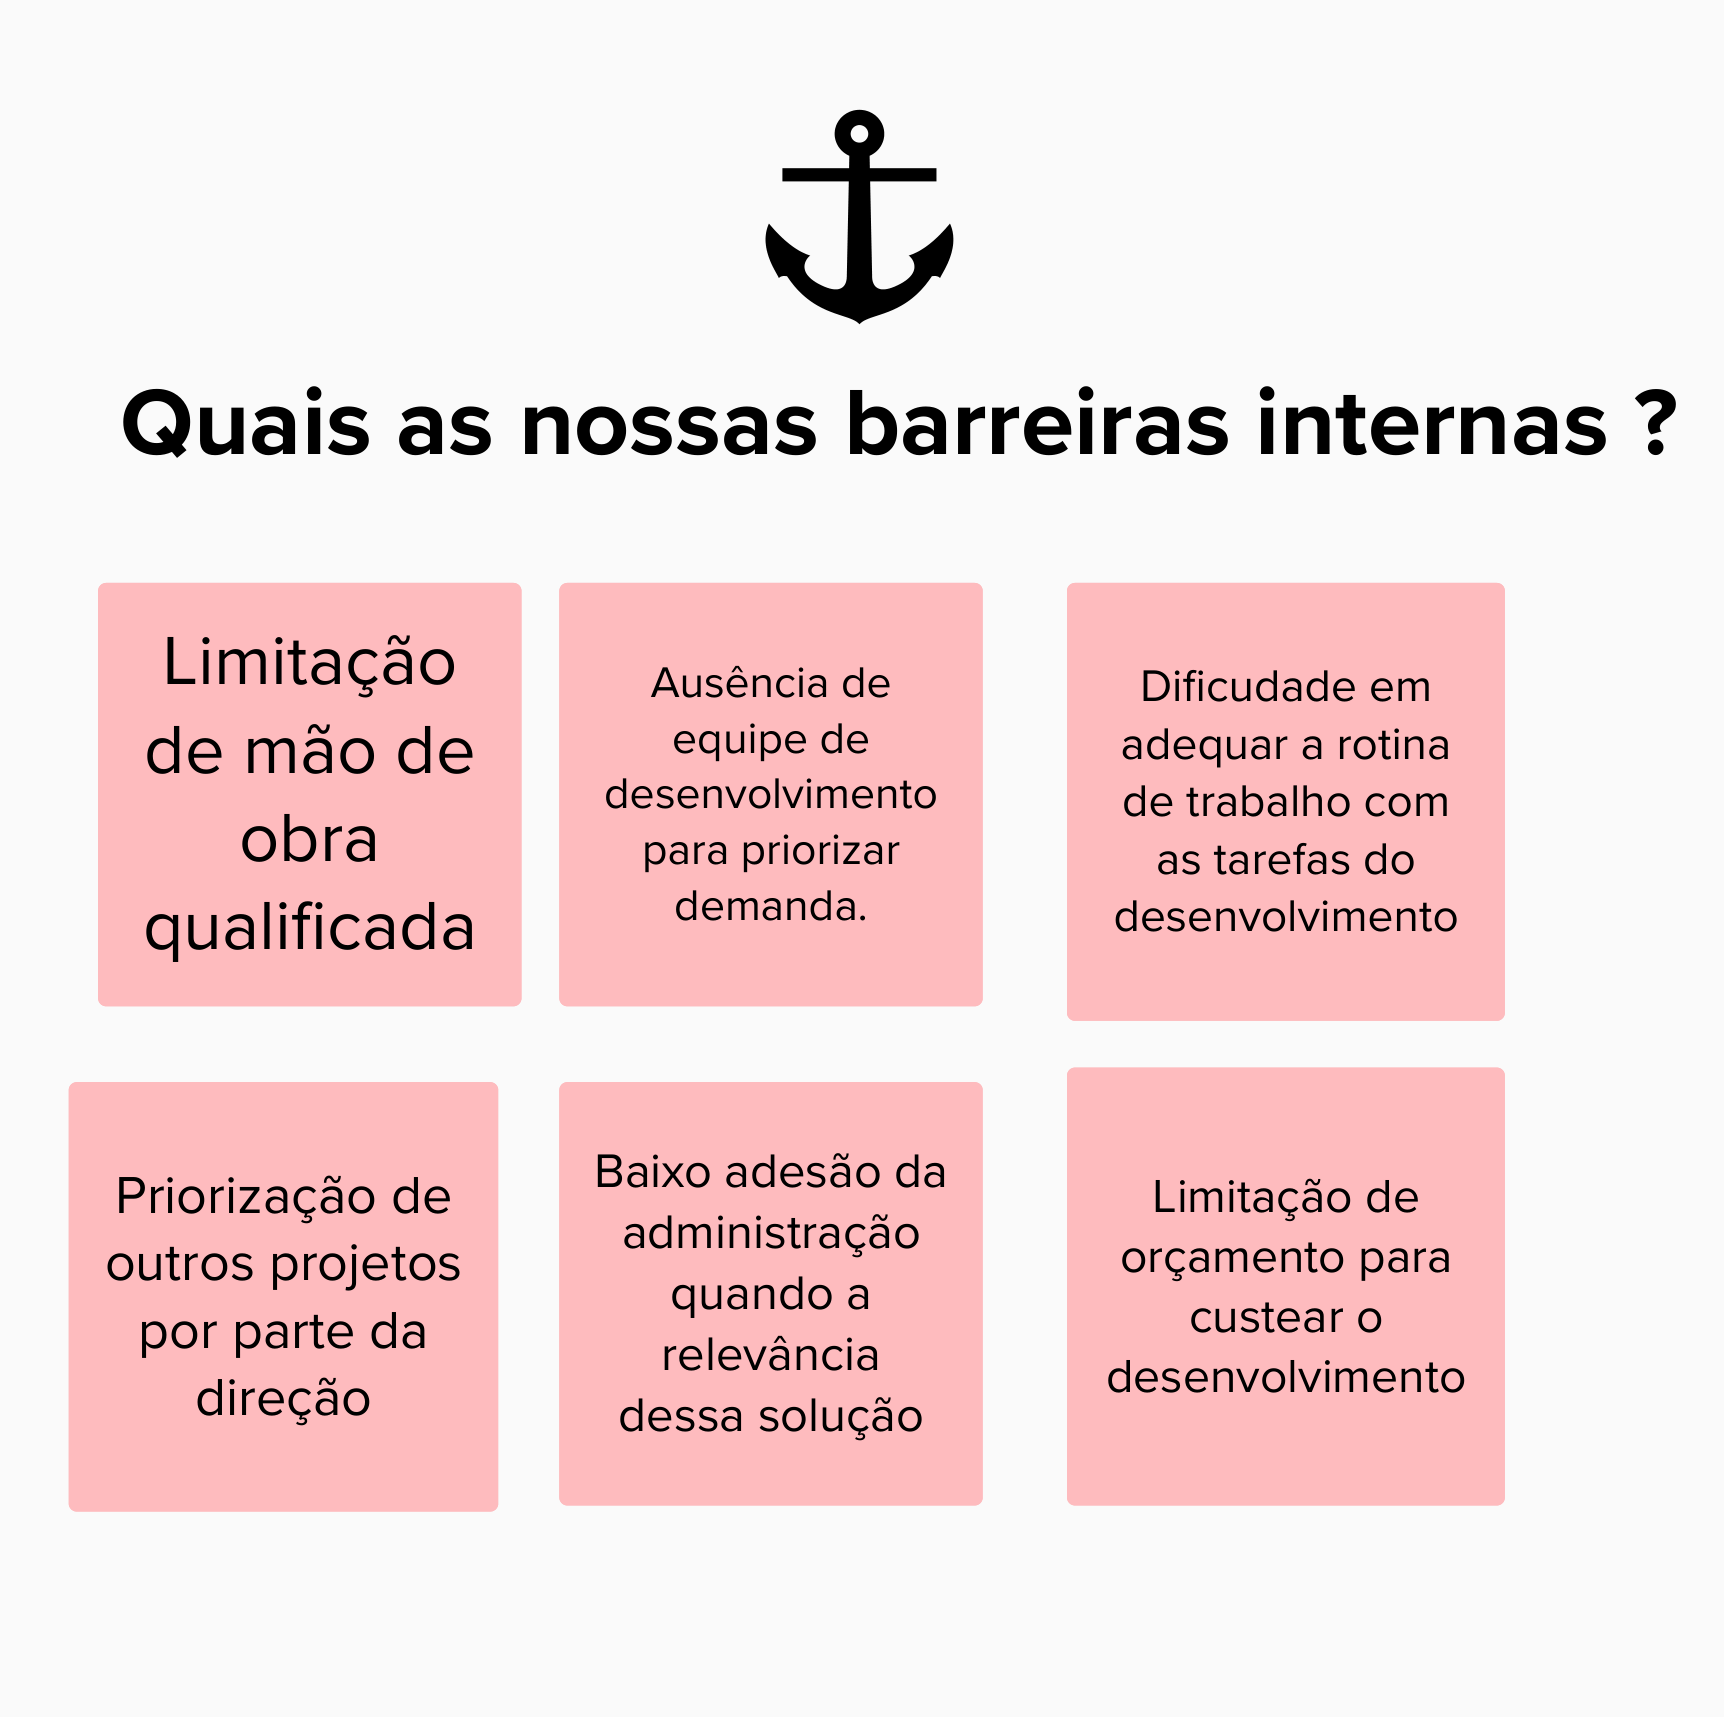 Quais as nossas barreiras internas ?
Limitação
de mão de
obra
qualificada
Ausência de
equipe de
desenvolvimento
para priorizar
demanda.
Dificudade em
adequar a rotina
de trabalho com
as tarefas do
desenvolvimento
Priorização de
outros projetos
por parte da
direção
Baixo adesão da
administração
quando a
relevância
dessa solução
Limitação de
orçamento para
custear o
desenvolvimento